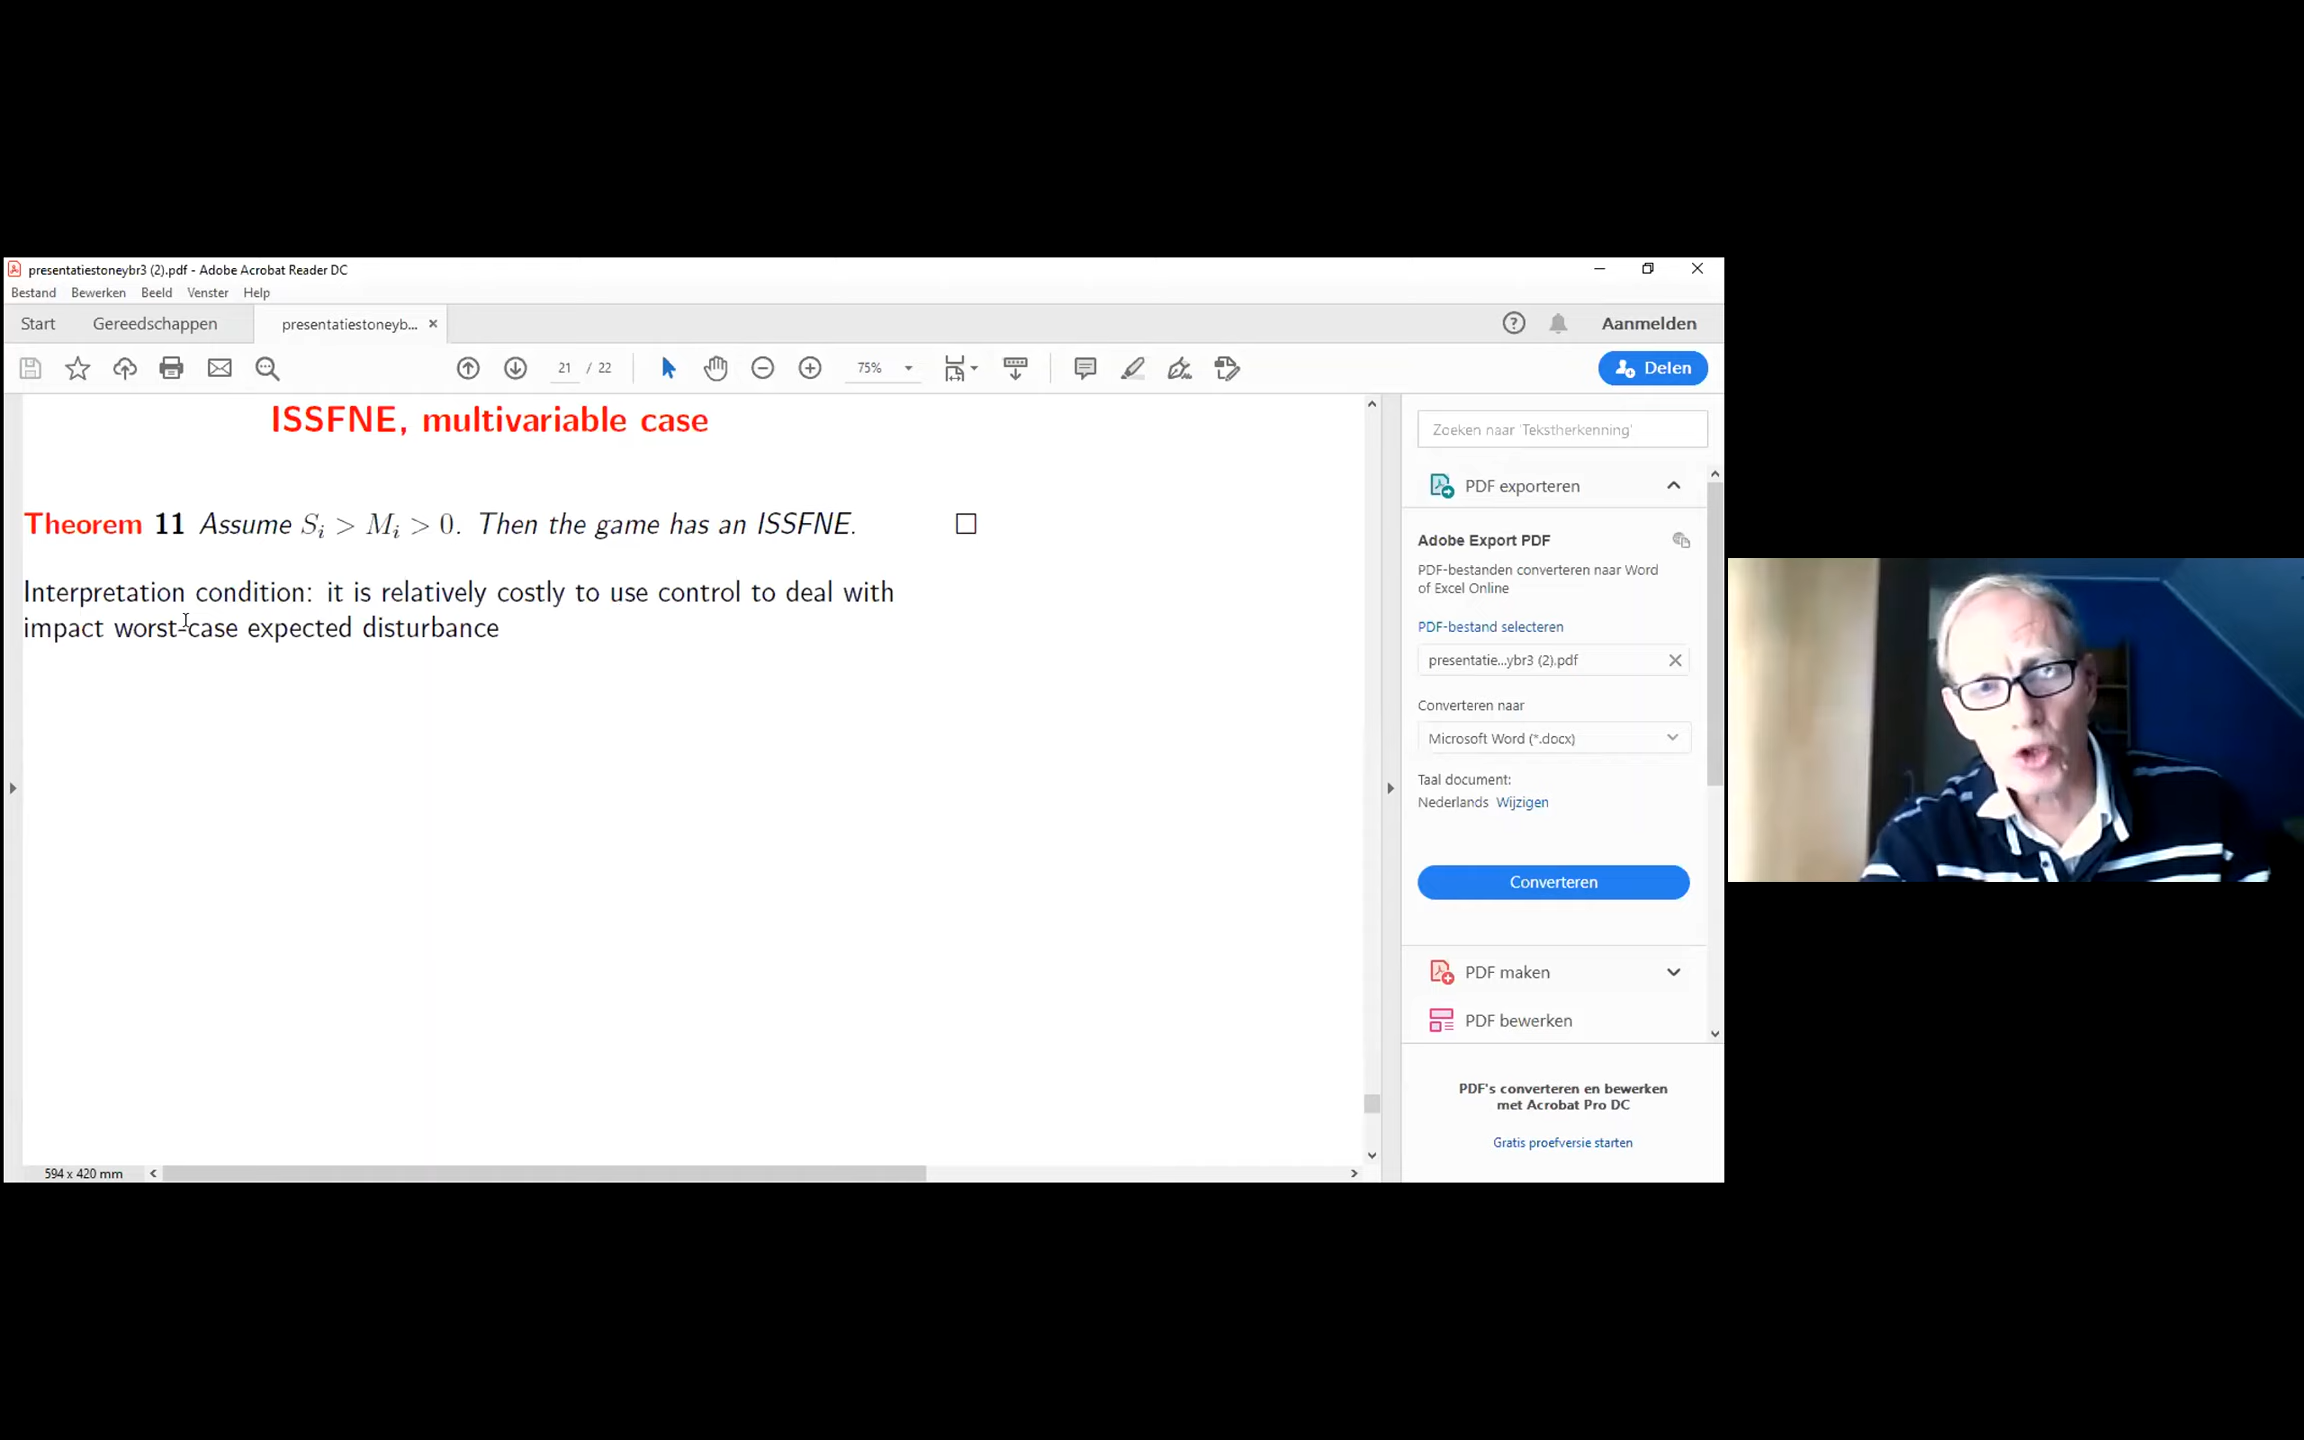 presentatiestoneybr3 (2).pdf - Adobe Acrobat Reader DC
Bestand Bewerken Beeld Venster Help
Start Gereedschappen presentatiestoneyb... × Aanmelden
21 / 22 75% Delen
ISSFNE, multivariable case
Theorem 11 Assume $S_i > M_i > 0$. Then the game has an ISSFNE. □
Interpretation condition: it is relatively costly to use control to deal with
impact worst-case expected disturbance
594 x 420 mm
Zoeken naar 'Tekstherkenning'
PDF exporteren
Adobe Export PDF
PDF-bestanden converteren naar Word
of Excel Online
PDF-bestand selecteren
presentatie...ybr3 (2).pdf
Converteren naar
Microsoft Word (*.docx)
Taal document:
Nederlands Wijzigen
Converteren
PDF maken
PDF bewerken
PDF's converteren en bewerken
met Acrobat Pro DC
Gratis proefversie starten